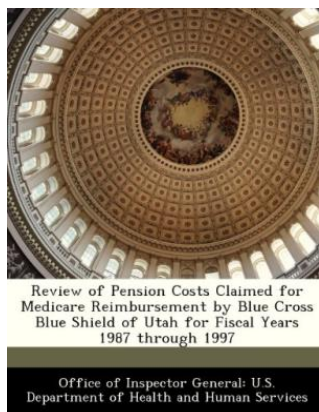 Review of Pension Costs Claimed for
Medicare Reimbursement by Blue Cross
Blue Shield of Utah for Fiscal Years
1987 through 1997
Office of Inspector General: U.S.
Department of Health and Human Services